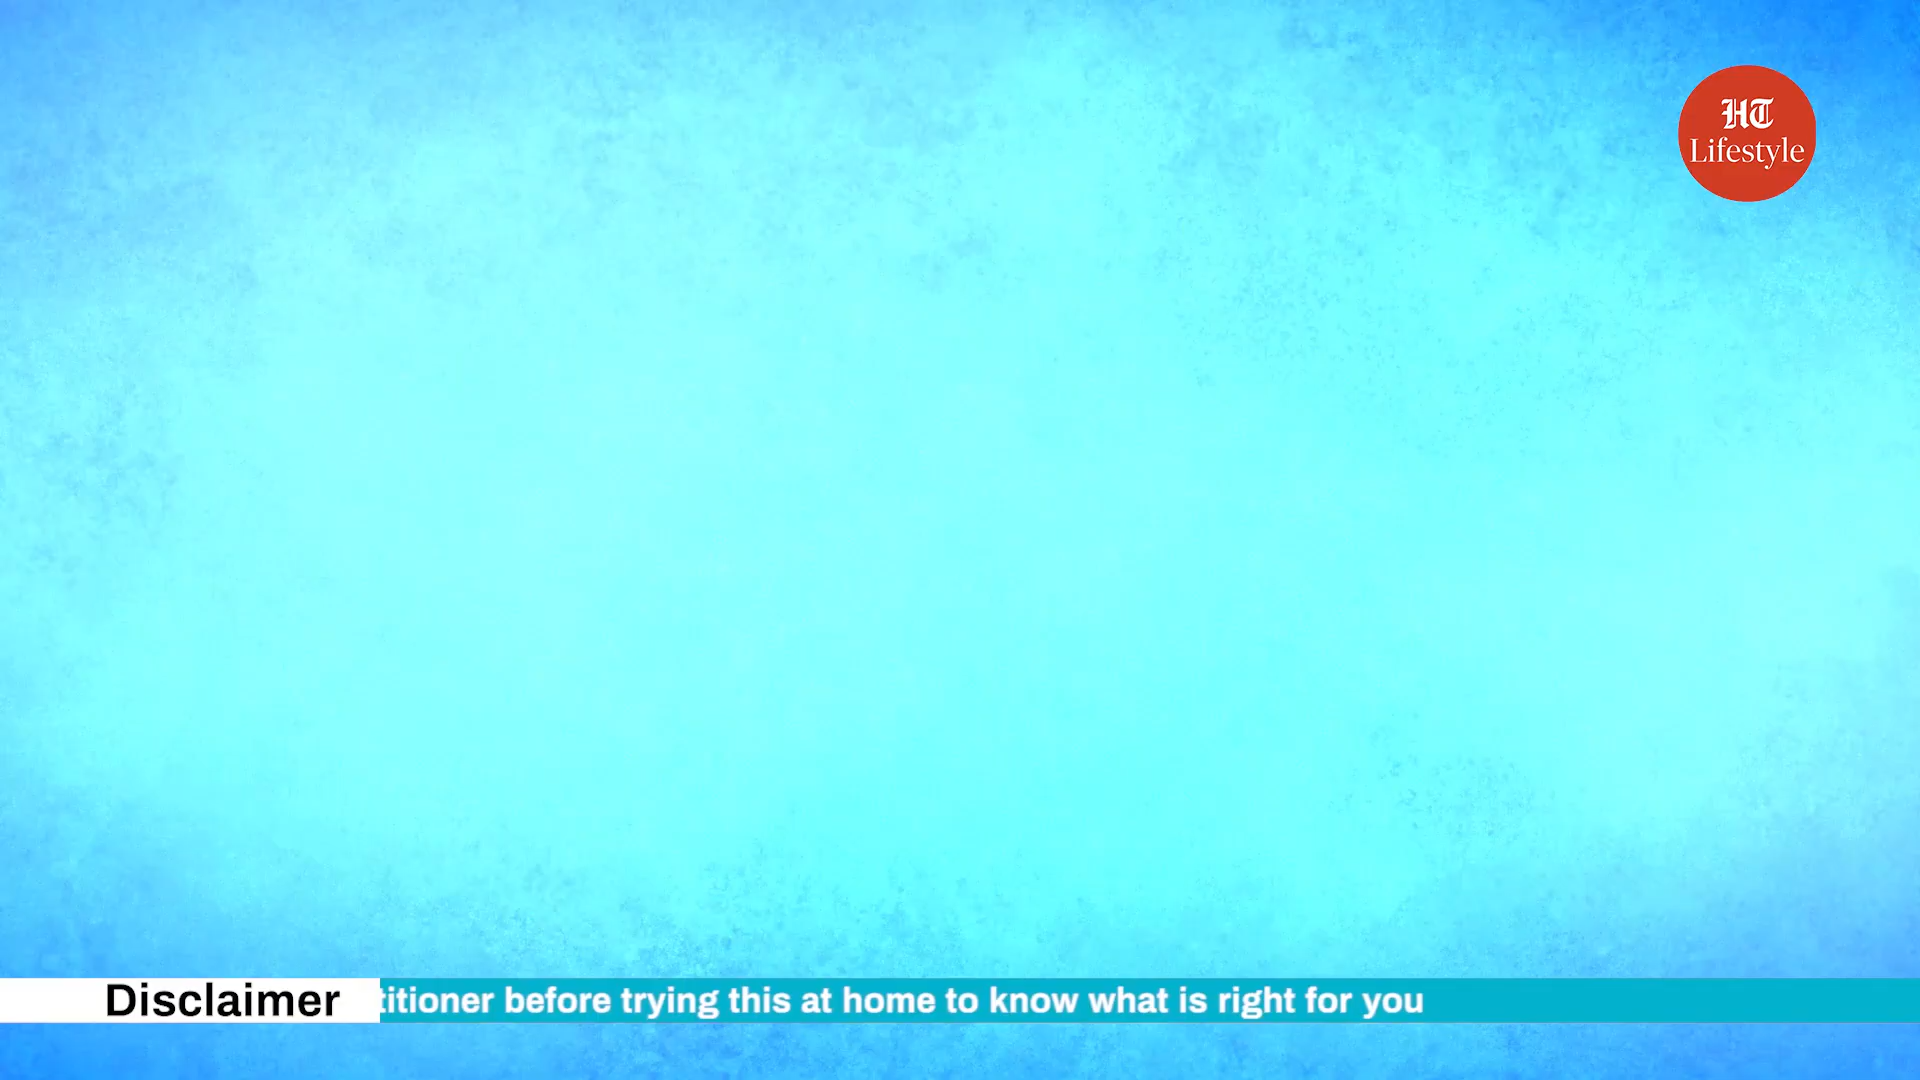 HT
Lifestyle
Disclaimer
titioner before trying this at home to know what is right for you